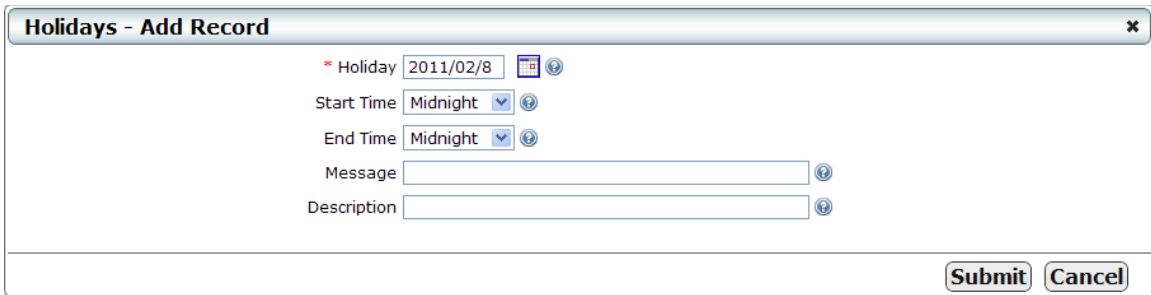 Holidays - Add Record
* Holiday 2011/02/8
Start Time Midnight
End Time Midnight
Message
Description
Submit Cancel